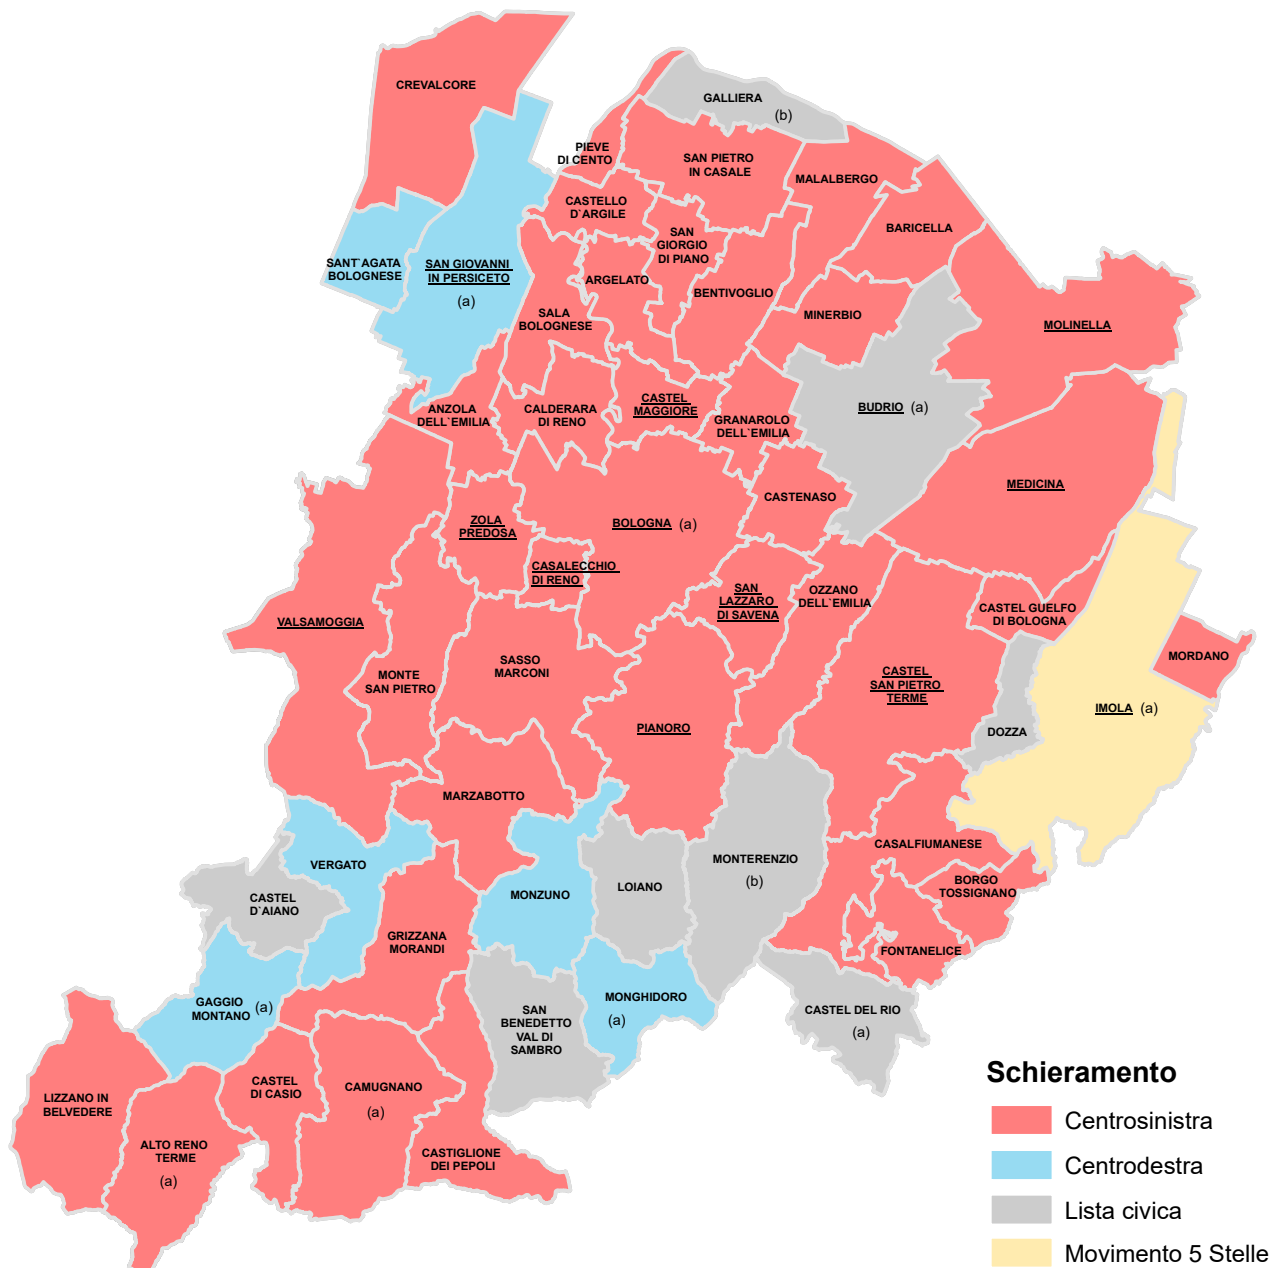 CREVALCORE
GALLIERA
(b)
PIEVE
DI CENTO
SAN PIETRO
IN CASALE
MALALBERGO
CASTELLO
D`ARGILE
BARICELLA
SAN
GIORGIO
DI PIANO
SANT`AGATA
BOLOGNESE
SAN GIOVANNI
IN PERSICETO
(a)
ARGELATO
BENTIVOGLIO
SALA
BOLOGNESE
MINERBIO
MOLINELLA
ANZOLA
DELL`EMILIA
CALDERARA
DI RENO
CASTEL
MAGGIORE
GRANAROLO
DELL`EMILIA
BUDRIO (a)
MEDICINA
CASTENASO
ZOLA
PREDOSA
BOLOGNA (a)
CASALECCHIO
DI RENO
SAN
LAZZARO
DI SAVENA
OZZANO
DELL`EMILIA
CASTEL GUELFO
DI BOLOGNA
VALSAMOGGIA
MONTE
SAN PIETRO
SASSO
MARCONI
CASTEL
SAN PIETRO
TERME
MORDANO
IMOLA (a)
PIANORO
DOZZA
MARZABOTTO
VERGATO
CASALFIUMANESE
MONTERENZIO
(b)
BORGO
TOSSIGNANO
CASTEL
D`AIANO
MONZUNO
LOIANO
GRIZZANA
MORANDI
FONTANELICE
GAGGIO
MONTANO (a)
SAN
BENEDETTO
VAL DI
SAMBRO
MONGHIDORO
(a)
CASTEL DEL RIO
(a)
LIZZANO IN
BELVEDERE
CASTEL
DI CASIO
CAMUGNANO
(a)
ALTO RENO
TERME
(a)
CASTIGLIONE
DEI PEPOLI
Schieramento
Centrosinistra
Centrodestra
Lista civica
Movimento 5 Stelle